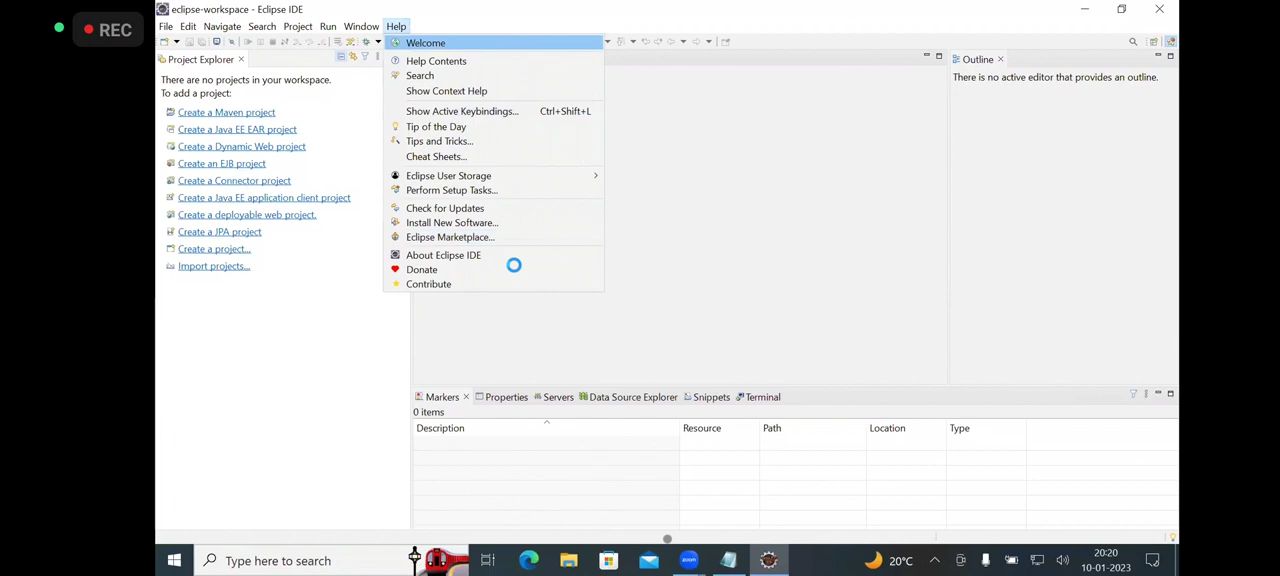 REC
eclipse-workspace - Eclipse IDE
File Edit Navigate Search Project Run Window Help
Project Explorer
There are no projects in your workspace.
To add a project:
Create a Maven project
Create a Java EE EAR project
Create a Dynamic Web project
Create an EJB project
Create a Connector project
Create a Java EE application client project
Create a deployable web project.
Create a JPA project
Create a project...
Import projects...
Welcome
Help Contents
Search
Show Context Help
Show Active Keybindings... Ctrl+Shift+L
Tip of the Day
Tips and Tricks...
Cheat Sheets...
Eclipse User Storage
Perform Setup Tasks...
Check for Updates
Install New Software...
Eclipse Marketplace...
About Eclipse IDE
Donate
Contribute
Outline
There is no active editor that provides an outline.
Markers Properties Servers Data Source Explorer Snippets Terminal
0 items
Description Resource Path Location Type
Type here to search
zoom
20°C
20:20
10-01-2023